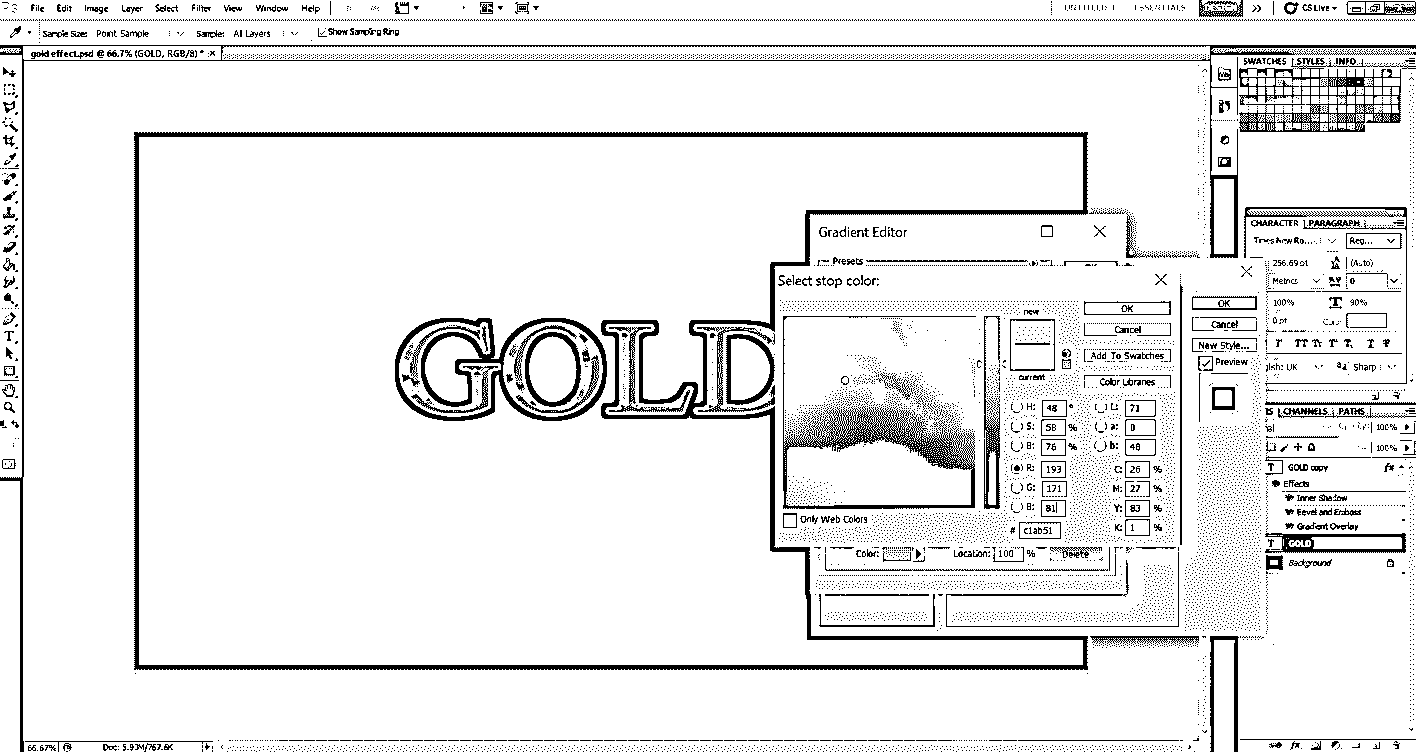 File Edit Image Layer Select Filter View Window Help
ESSENTIALS
CS Live
Sample Size: Point Sample Sample: All Layers Show Sampling Ring
gold effect.psd @ 66.7% (GOLD, RGB/8) *
SWATCHES STYLES INFO
GOLD
Gradient Editor
Presets
Select stop color:
new
current
OK
Cancel
Add To Swatches
Color Libraries
H: 48 °
S: 58 %
B: 76 %
R: 193
G: 171
B: 81
L: 71
a: 0
b: 48
C: 26 %
M: 27 %
Y: 83 %
K: 1 %
# c1ab51
Only Web Colors
Color: Location: 100 % Delete
OK
Cancel
New Style...
Preview
CHARACTER PARAGRAPH
Times New Ro... Reg...
256.69 pt (Auto)
Metrics 0
100% 90%
0 pt Color:
UK Sharp
CHANNELS PATHS
100%
100%
GOLD copy fx
Effects
Inner Shadow
Bevel and Emboss
Gradient Overlay
GOLD
Background
66.67% Doc: 5.93M/767.6K